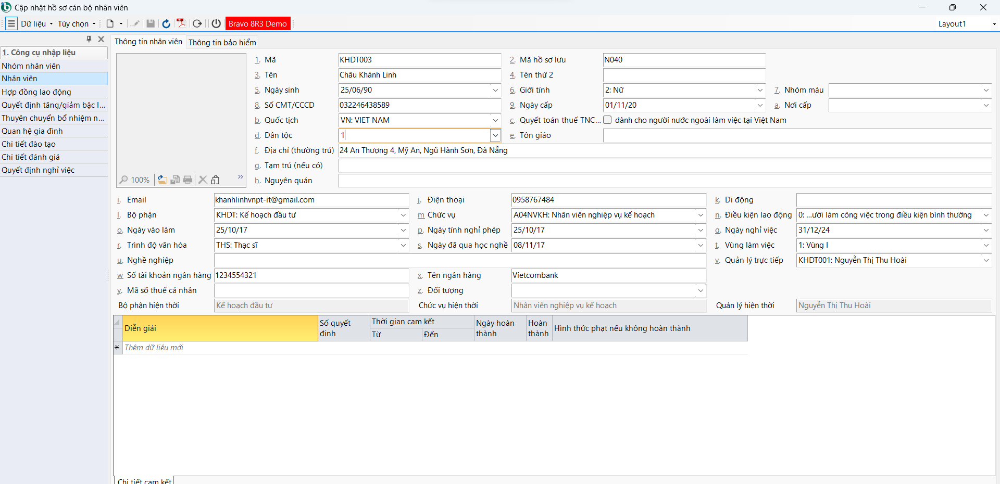 Cập nhật hồ sơ cán bộ nhân viên
Dữ liệu Tùy chọn Bravo 8R3 Demo Layout1
1. Công cụ nhập liệu
Nhóm nhân viên
Nhân viên
Hợp đồng lao động
Quyết định tăng/giảm bậc l...
Thuyên chuyển bổ nhiệm n...
Quan hệ gia đình
Chi tiết đào tạo
Chi tiết đánh giá
Quyết định nghỉ việc
Thông tin nhân viên Thông tin bảo hiểm
100%
1. Mã KHDT003 2. Mã hồ sơ lưu N040
3. Tên Châu Khánh Linh 4. Tên thứ 2
5. Ngày sinh 25/06/90 6. Giới tính 2: Nữ 7. Nhóm máu
8. Số CMT/CCCD 032246438589 9. Ngày cấp 01/11/20 a. Nơi cấp
b. Quốc tịch VN: VIET NAM c. Quyết toán thuế TNC... dành cho người nước ngoài làm việc tại Việt Nam
d. Dân tộc 1 e. Tôn giáo
f. Địa chỉ (thường trú) 24 An Thượng 4, Mỹ An, Ngũ Hành Sơn, Đà Nẵng
g. Tạm trú (nếu có)
h. Nguyên quán
i. Email khanhlinhvnpt-it@gmail.com j. Điện thoại 0958767484 k. Di động
l. Bộ phận KHDT: Kế hoạch đầu tư m Chức vụ A04NVKH: Nhân viên nghiệp vụ kế hoạch n. Điều kiện lao động 0: ...ười làm công việc trong điều kiện bình thường
o. Ngày vào làm 25/10/17 p. Ngày tính nghỉ phép 25/10/17 q. Ngày nghỉ việc 31/12/24
r. Trình độ văn hóa THS: Thạc sĩ s. Ngày đã qua học nghề 08/11/17 t. Vùng làm việc 1: Vùng I
u. Nghề nghiệp v. Quản lý trực tiếp KHDT001: Nguyễn Thị Thu Hoài
w Số tài khoản ngân hàng 1234554321 x. Tên ngân hàng Vietcombank
y. Mã số thuế cá nhân z. Đối tượng
Bộ phận hiện thời Kế hoạch đầu tư Chức vụ hiện thời Nhân viên nghiệp vụ kế hoạch Quản lý hiện thời Nguyễn Thị Thu Hoài
Diễn giải Số quyết định Thời gian cam kết Từ Đến Ngày hoàn thành Hoàn thành Hình thức phạt nếu không hoàn thành
Thêm dữ liệu mới
Chi tiết cam kết